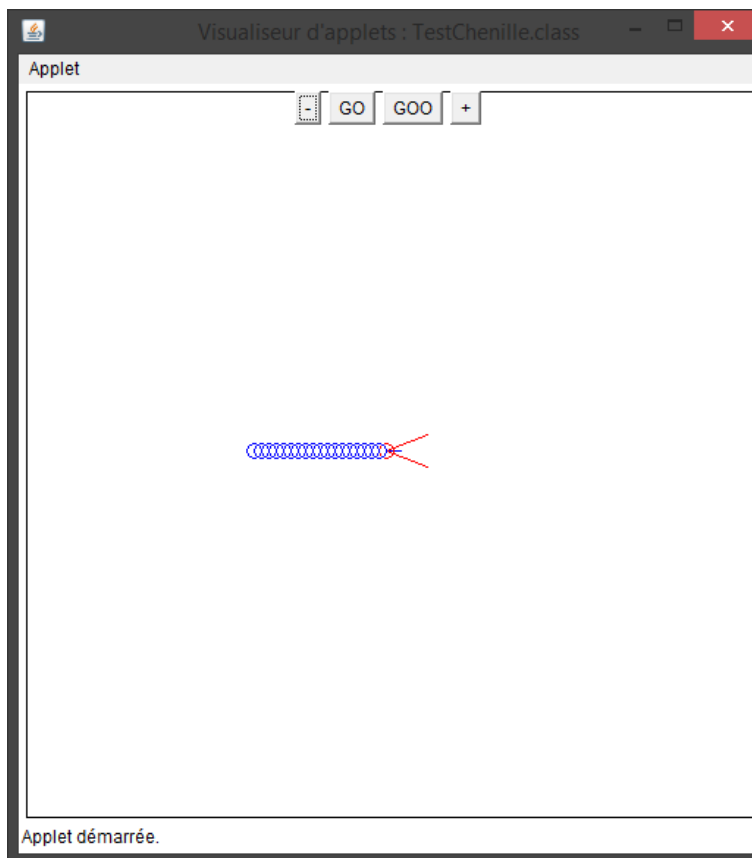 Visualiseur d'applets : TestChenille.class
Applet
- GO GOO +
Applet démarrée.